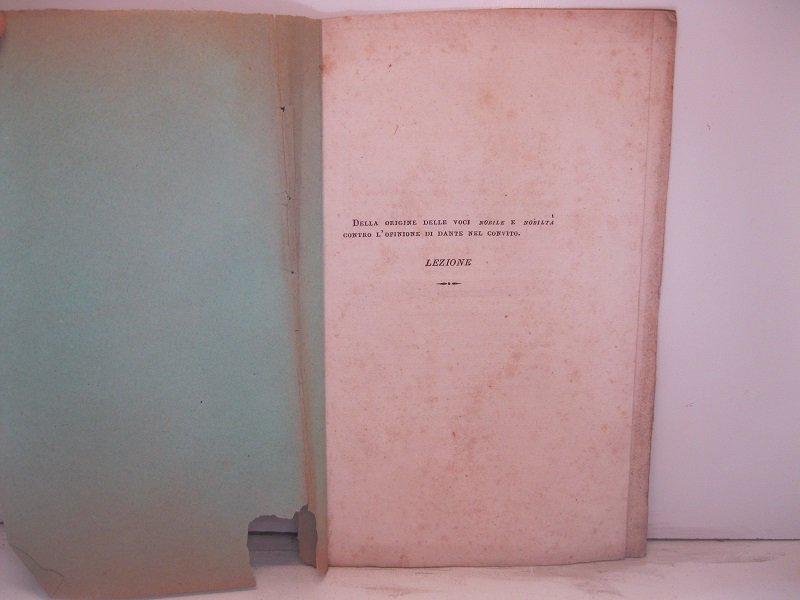 DELLA ORIGINE DELLE VOCI NOBILE E NOBILTÀ
CONTRO L'OPINIONE DI DANTE NEL CONVITO.
LEZIONE